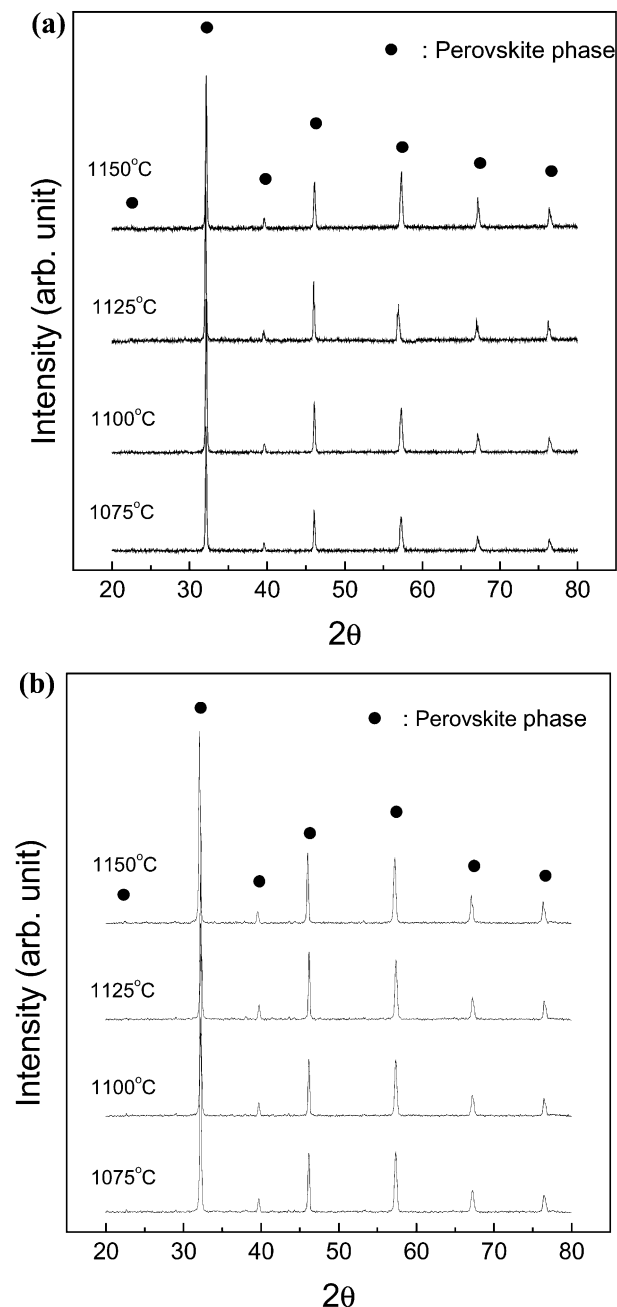 (a)
● : Perovskite phase
1150°C
1125°C
1100°C
1075°C
Intensity (arb. unit)
20 30 40 50 60 70 80
2θ
(b)
● : Perovskite phase
1150°C
1125°C
1100°C
1075°C
Intensity (arb. unit)
20 30 40 50 60 70 80
2θ